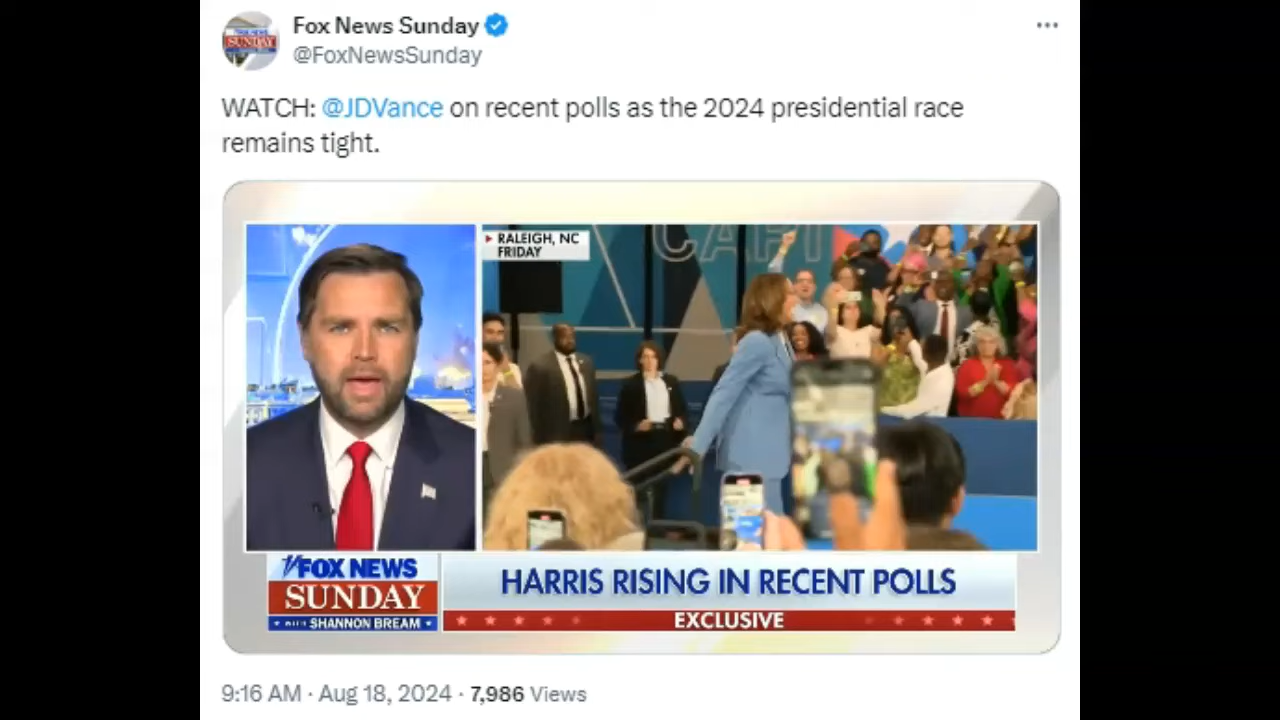 Fox News Sunday
@FoxNewsSunday
WATCH: @JDVance on recent polls as the 2024 presidential race
remains tight.
RALEIGH, NC
FRIDAY
FOX NEWS
SUNDAY
WITH SHANNON BREAM
HARRIS RISING IN RECENT POLLS
EXCLUSIVE
9:16 AM · Aug 18, 2024 · 7,986 Views